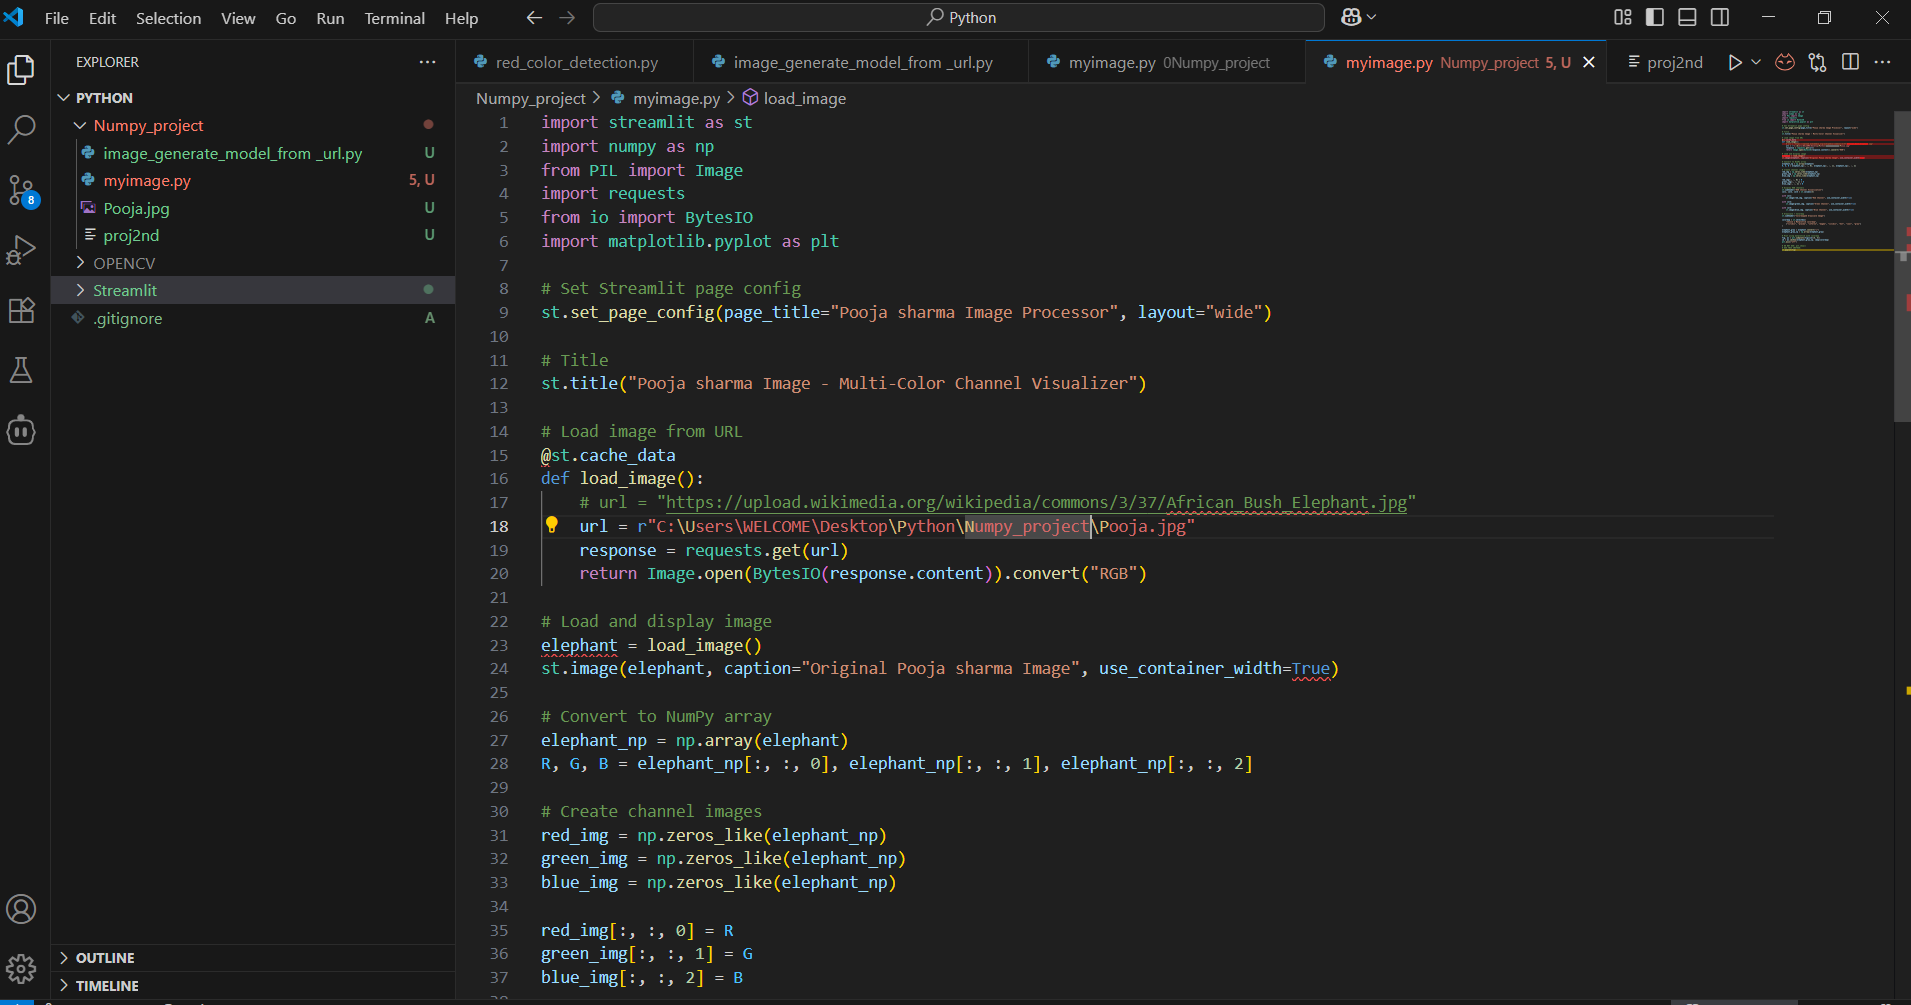 File Edit Selection View Go Run Terminal Help
Python
EXPLORER
PYTHON
Numpy_project
image_generate_model_from _url.py U
myimage.py 5, U
Pooja.jpg U
proj2nd U
OPENCV
Streamlit
.gitignore A
8
OUTLINE
TIMELINE
red_color_detection.py
image_generate_model_from _url.py
myimage.py 0Numpy_project
myimage.py Numpy_project 5, U
proj2nd
Numpy_project > myimage.py > load_image
1 import streamlit as st
2 import numpy as np
3 from PIL import Image
4 import requests
5 from io import BytesIO
6 import matplotlib.pyplot as plt
7
8 # Set Streamlit page config
9 st.set_page_config(page_title="Pooja sharma Image Processor", layout="wide")
10
11 # Title
12 st.title("Pooja sharma Image - Multi-Color Channel Visualizer")
13
14 # Load image from URL
15 @st.cache_data
16 def load_image():
17 # url = "https://upload.wikimedia.org/wikipedia/commons/3/37/African_Bush_Elephant.jpg"
18 url = r"C:\Users\WELCOME\Desktop\Python\Numpy_project\Pooja.jpg"
19 response = requests.get(url)
20 return Image.open(BytesIO(response.content)).convert("RGB")
21
22 # Load and display image
23 elephant = load_image()
24 st.image(elephant, caption="Original Pooja sharma Image", use_container_width=True)
25
26 # Convert to NumPy array
27 elephant_np = np.array(elephant)
28 R, G, B = elephant_np[:, :, 0], elephant_np[:, :, 1], elephant_np[:, :, 2]
29
30 # Create channel images
31 red_img = np.zeros_like(elephant_np)
32 green_img = np.zeros_like(elephant_np)
33 blue_img = np.zeros_like(elephant_np)
34
35 red_img[:, :, 0] = R
36 green_img[:, :, 1] = G
37 blue_img[:, :, 2] = B